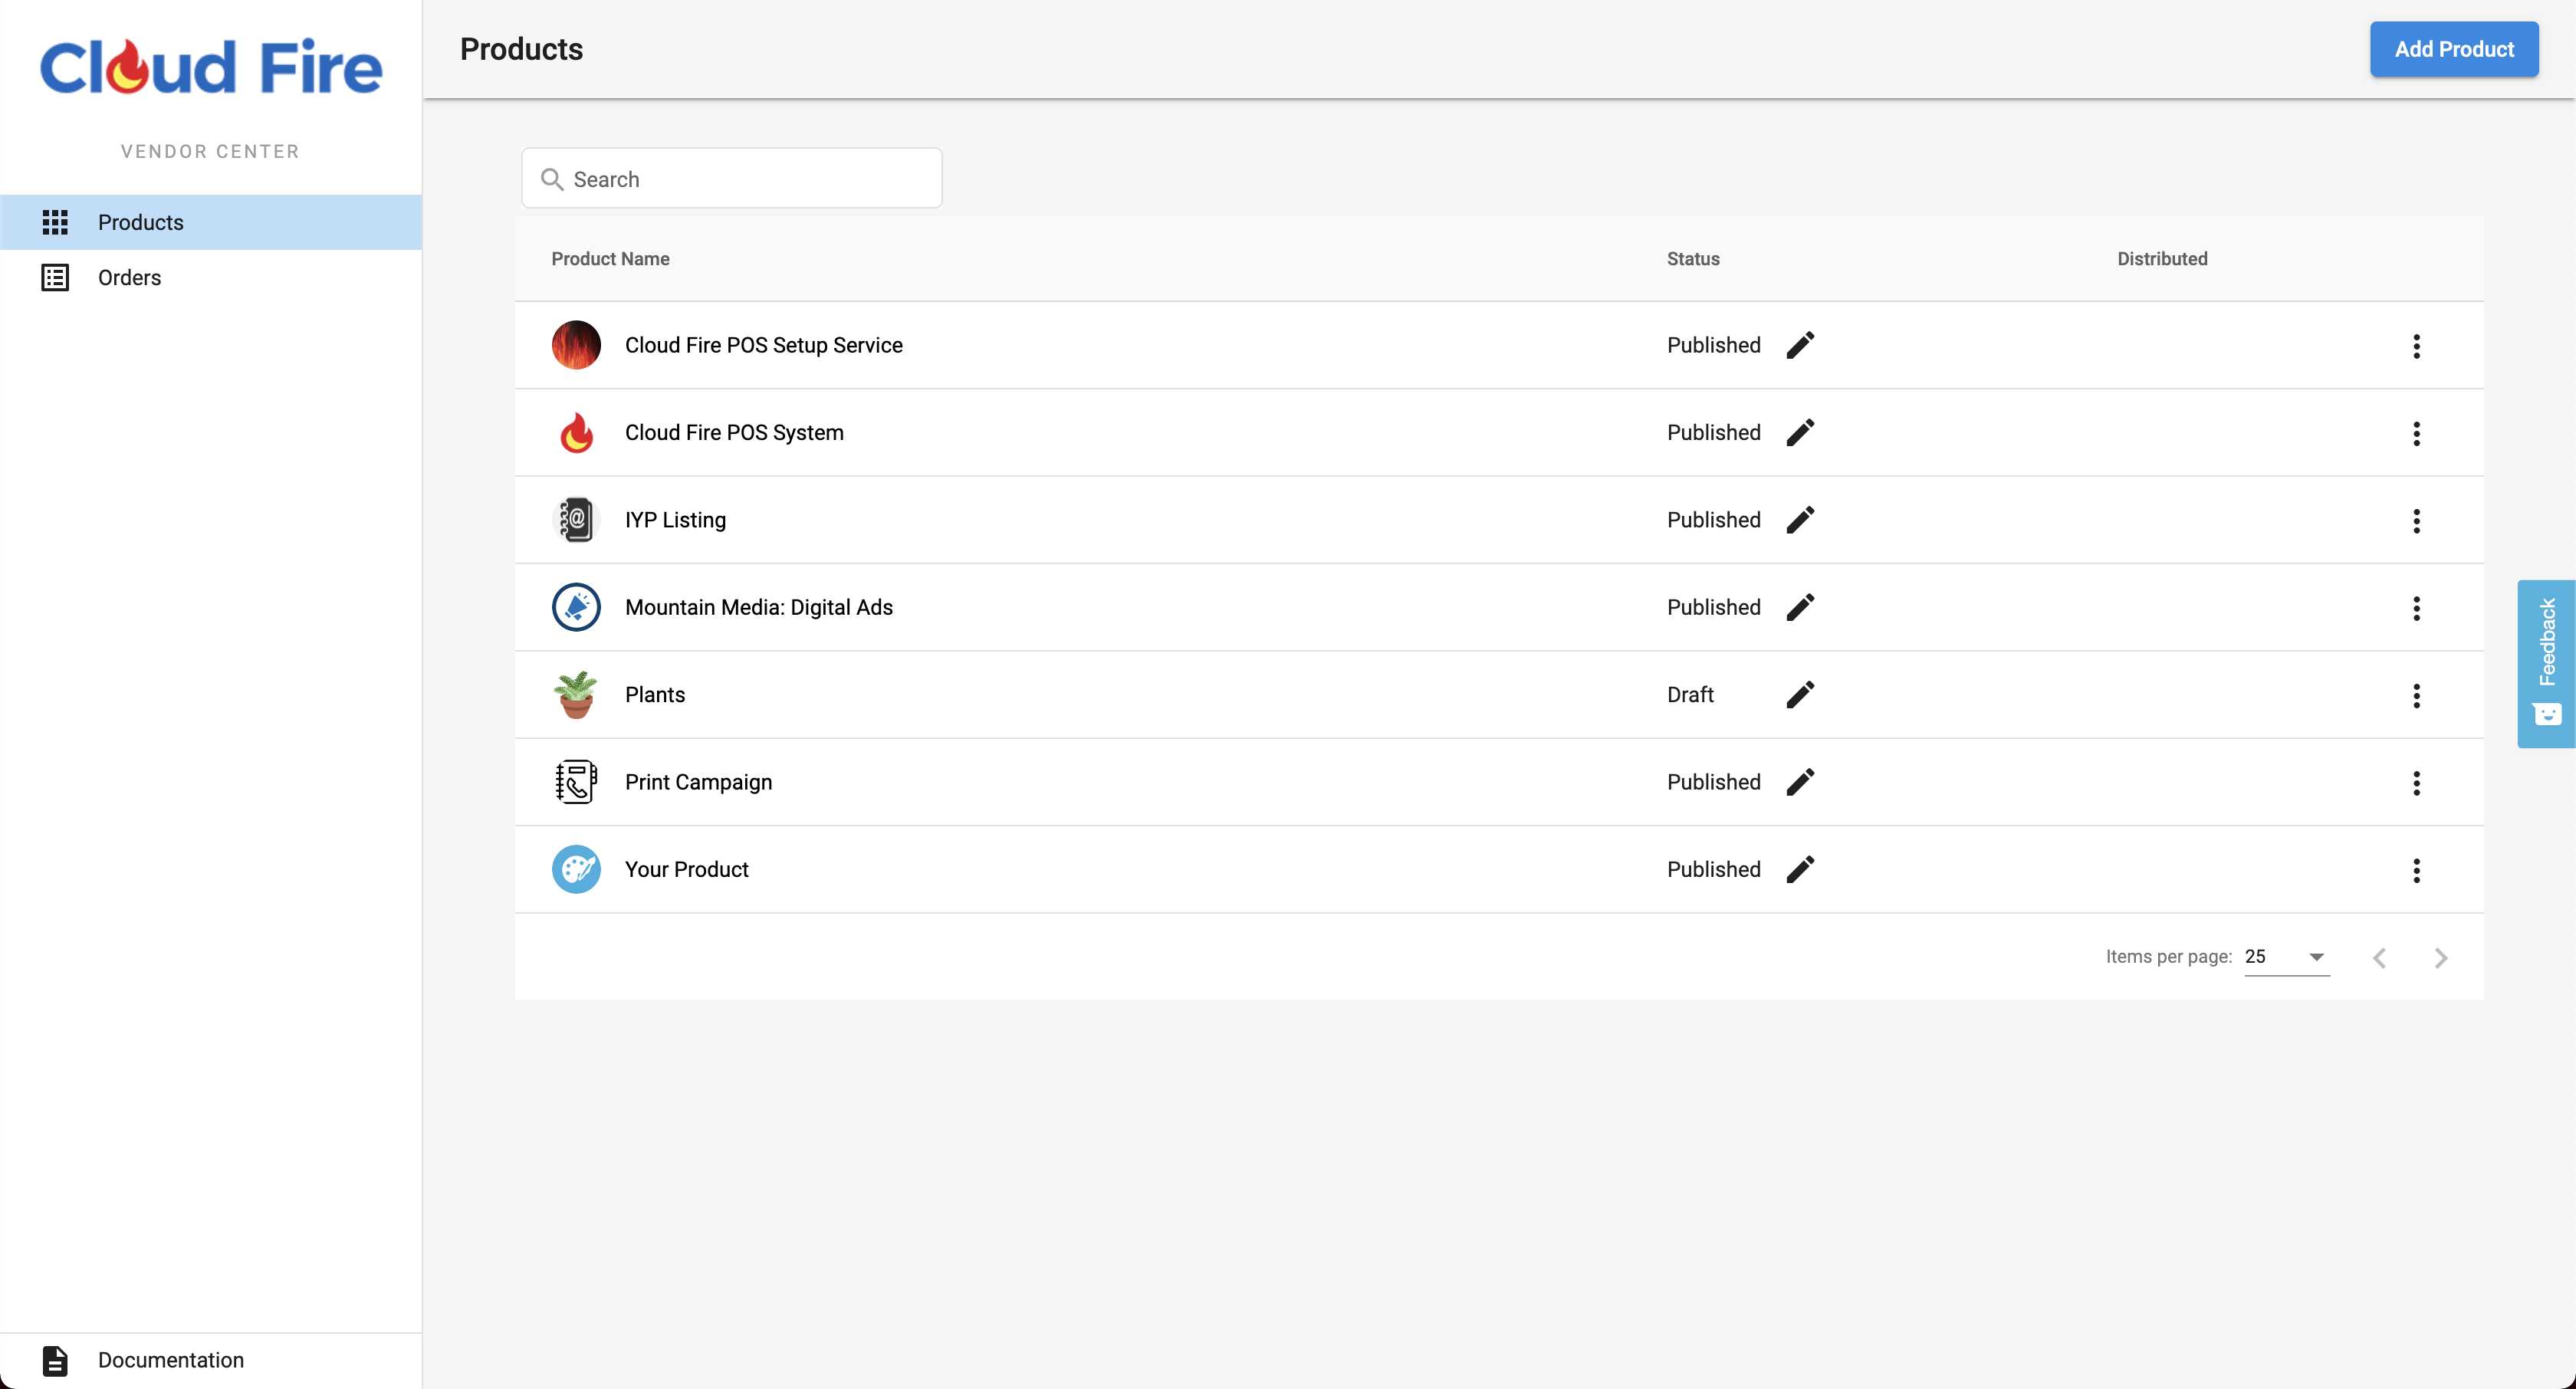 Cloud Fire
VENDOR CENTER
Products
Orders
Documentation
Products
Add Product
Search
Product Name Status Distributed
Cloud Fire POS Setup Service Published
Cloud Fire POS System Published
IYP Listing Published
Mountain Media: Digital Ads Published
Plants Draft
Print Campaign Published
Your Product Published
Items per page: 25
Feedback